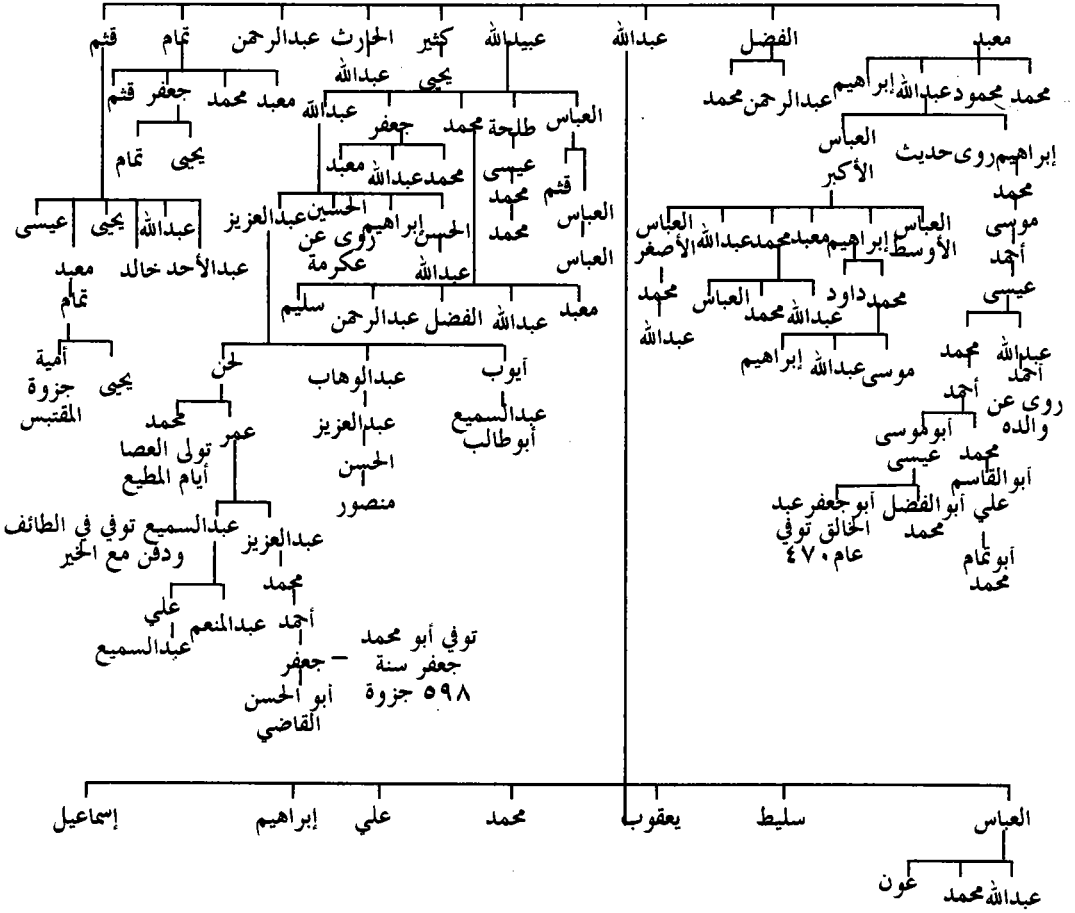 معبد الفضل عبدالله عبيدالله كثير الحارث عبدالرحمن تمام قثم
يحيى عبدالله
محمد محمود عبدالله إبراهيم عبدالرحمن محمد
معبد محمد جعفر قثم
العباس طلحة محمد جعفر عبدالله
يحيى تمام
إبراهيم روى حديث العباس الأكبر
محمد عبدالله معبد
عيسى قثم
محمد
محمد
العباس
العباس
محمد
موسى
أحمد
عيسى
العباس الأوسط إبراهيم معبد محمد عبدالله العباس الأصغر
الحسن إبراهيم الحسين عبدالعزيز
روى عن
عكرمة
عبدالله
عبدالأحد خالد عبدالله يحيى عيسى
معبد
تمام
محمد داود عبدالله محمد العباس محمد
عبدالله
معبد عبدالله الفضل عبدالرحمن سليم
موسى عبدالله إبراهيم
يحيى أمية
جزوة
المقتبس
عبدالله محمد
أحمد أحمد
روى عن
والده
أيوب عبدالوهاب لحن
عبدالسميع عبدالعزيز
أبوطالب
الحسن
منصور
عمر محمد
تولى العصا
أيام المطيع
محمد أبوموسى
أبوالقاسم عيسى
علي أبوالفضل أبوجعفر عبد
محمد الخالق توفي
عام ٤٧٠
أبوتمام
محمد
عبدالعزيز عبدالسميع توفي في الطائف
ودفن مع الخير
محمد
أحمد عبدالمنعم علي
عبدالسميع
توفي أبو محمد
جعفر – جعفر سنة
٥٩٨ جزوة
أبو الحسن
القاضي
العباس سليط يعقوب محمد علي إبراهيم إسماعيل
عبدالله محمد عون